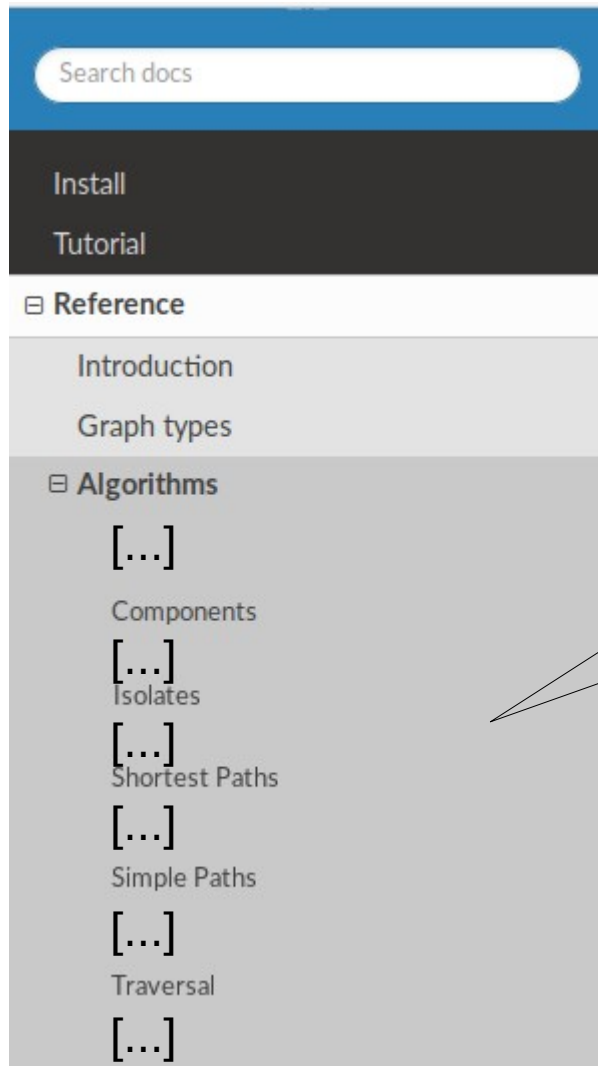 Search docs
Install
Tutorial
Reference
Introduction
Graph types
Algorithms
[...]
Components
[...]
Isolates
[...]
Shortest Paths
[...]
Simple Paths
[...]
Traversal
[...]